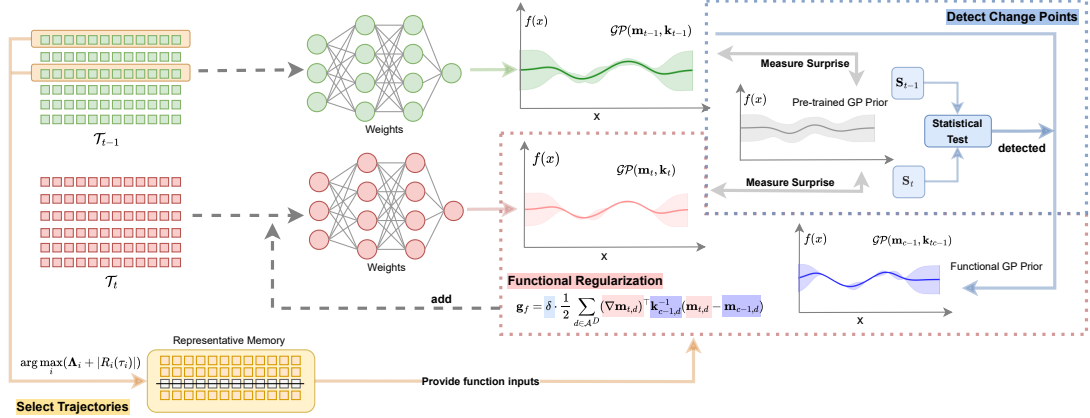 Detect Change Points
f(x)
𝒢𝒫(m_{t−1}, k_{t−1})
x
Weights
𝒯_{t−1}
Measure Surprise
f(x)
Pre-trained GP Prior
S_{t−1}
Statistical
Test
detected
S_t
Measure Surprise
f(x)
𝒢𝒫(m_t, k_t)
x
Weights
𝒯_t
f(x)
𝒢𝒫(m_{c−1}, k_{tc−1})
Functional GP Prior
x
Functional Regularization
g_f = δ · 1/2 ∑_{d∈𝒜^D} (∇m_{t,d})^⊤ k^{−1}_{c−1,d} (m_{t,d} − m_{c−1,d})
add
Representative Memory
arg max_i (Λ_i + |R_i(τ_i)|)
Provide function inputs
Select Trajectories